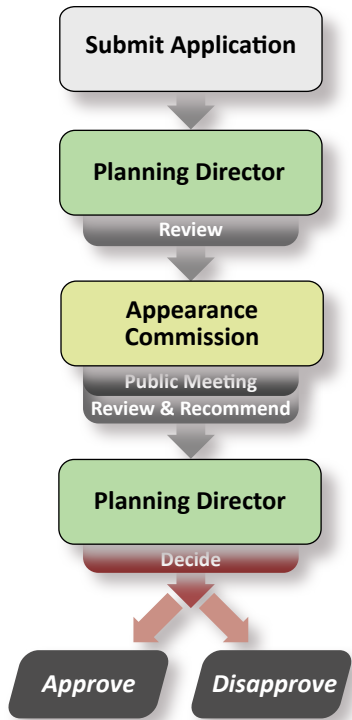 Submit Application
Planning Director
Review
Appearance
Commission
Public Meeting
Review & Recommend
Planning Director
Decide
Approve
Disapprove